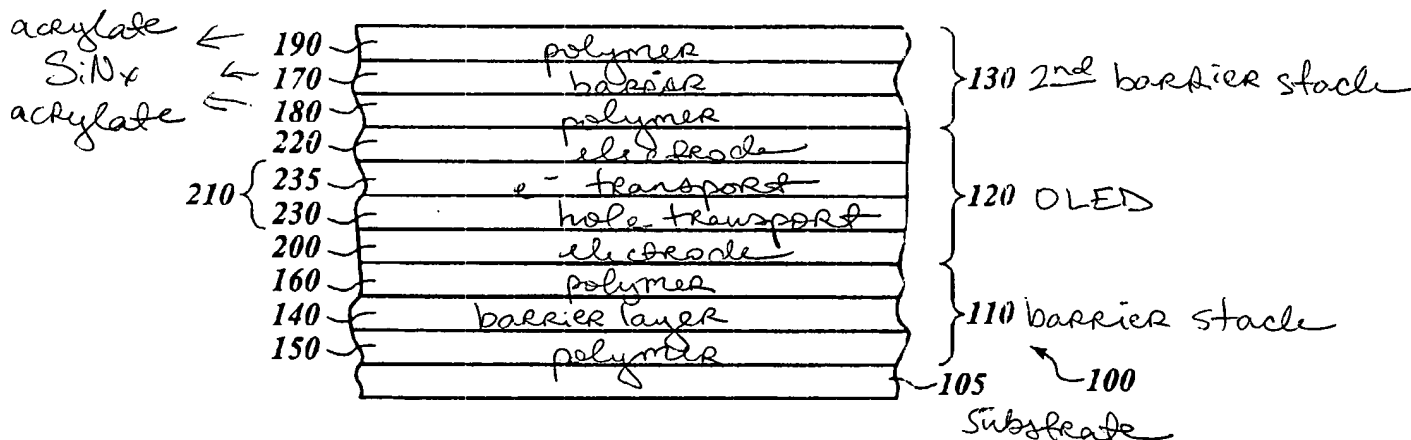 acrylate ← 190 polymer
SiNx ← 170 barrier } 130 2nd barrier stack
acrylate ← 180 polymer
220 electrode
210 { 235 e- transport } 120 OLED
230 hole transport
200 electrode
160 polymer
140 barrier layer } 110 barrier stack
150 polymer
105 100
substrate